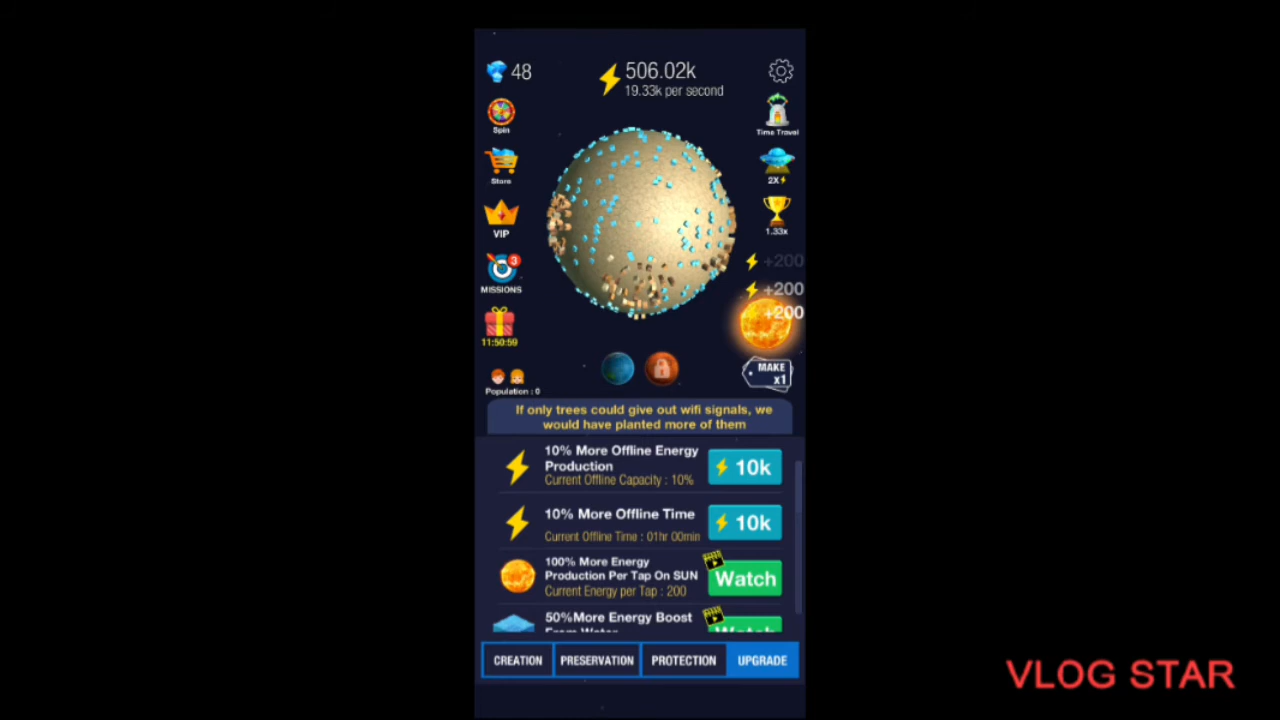 48
506.02k
19.33k per second
Spin
Time Travel
Store
2X
VIP
1.33x
3
MISSIONS
+200
+200
+200
11:50:59
MAKE
x1
Population : 0
If only trees could give out wifi signals, we
would have planted more of them
10% More Offline Energy
Production
Current Offline Capacity : 10%
10k
10% More Offline Time
Current Offline Time : 01hr 00min
10k
100% More Energy
Production Per Tap On SUN
Current Energy per Tap : 200
Watch
50%More Energy Boost
From Water
Watch
CREATION
PRESERVATION
PROTECTION
UPGRADE
VLOG STAR